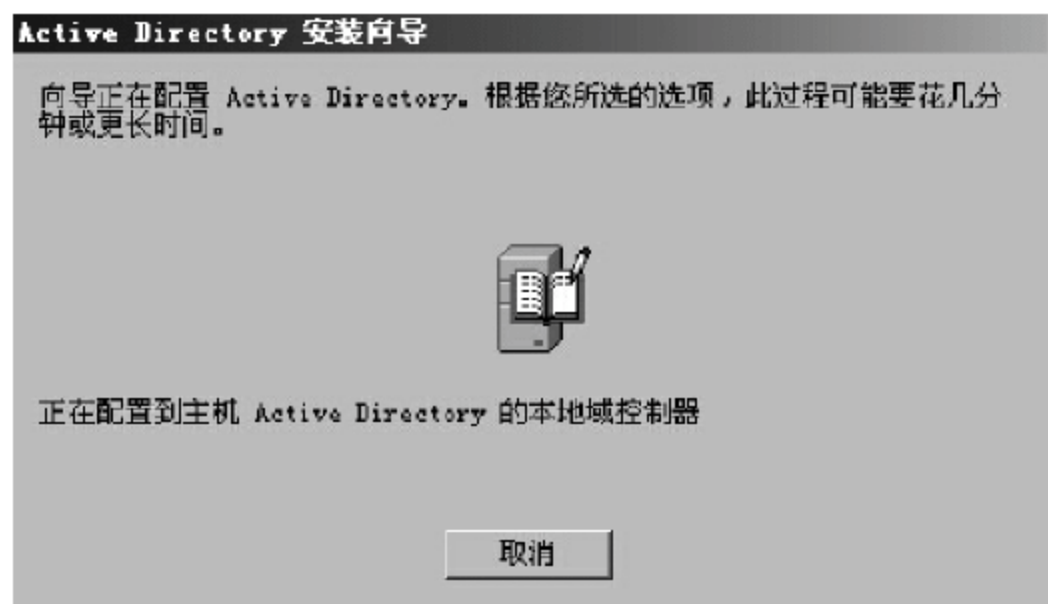 Active Directory 安装向导
向导正在配置 Active Directory。根据您所选的选项，此过程可能要花几分
钟或更长时间。
正在配置到主机 Active Directory 的本地域控制器
取消